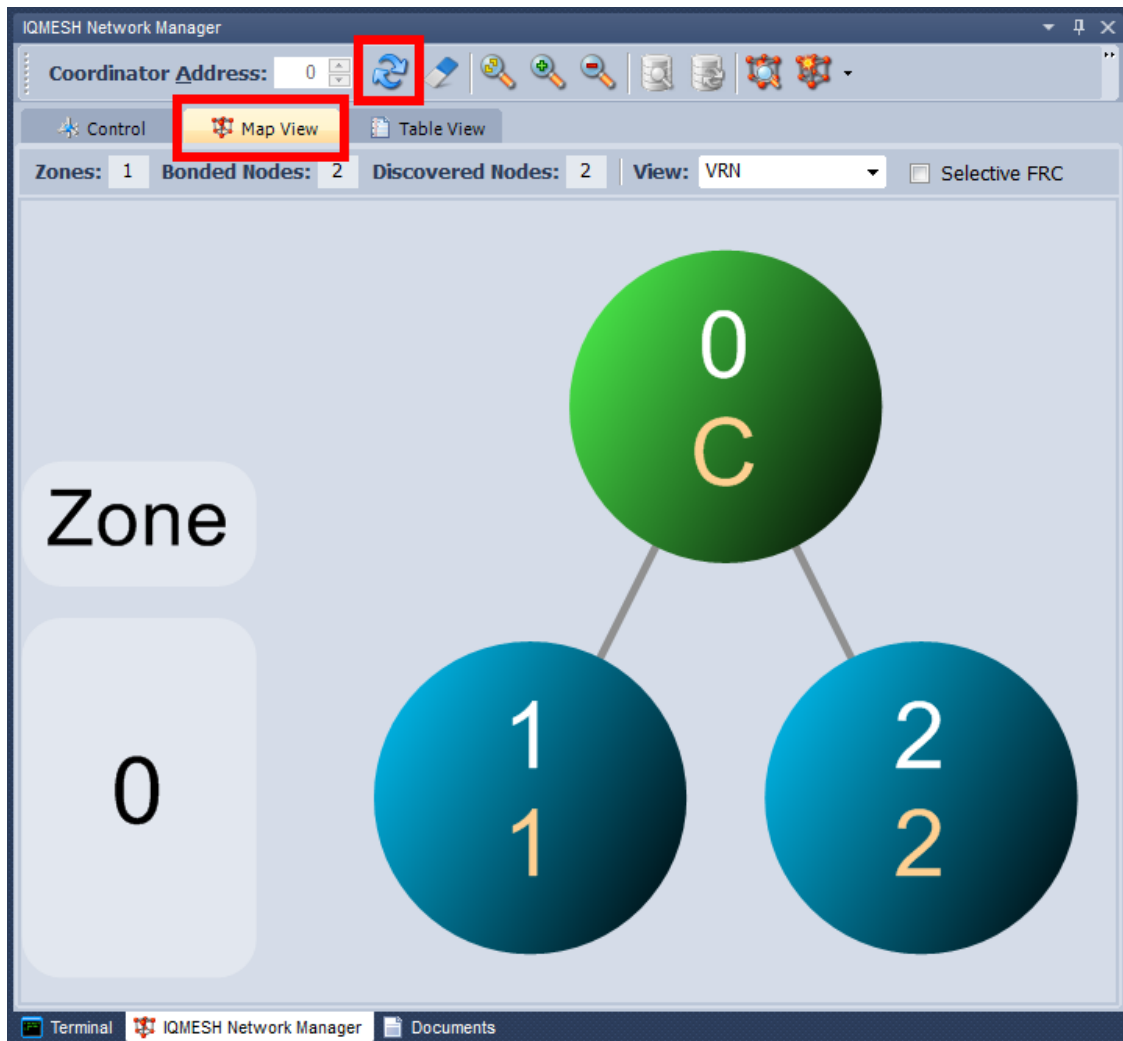 IQMESH Network Manager
Coordinator Address: 0
Control Map View Table View
Zones: 1 Bonded Nodes: 2 Discovered Nodes: 2 View: VRN Selective FRC
0
C
Zone
0
1
1
2
2
Terminal IQMESH Network Manager Documents